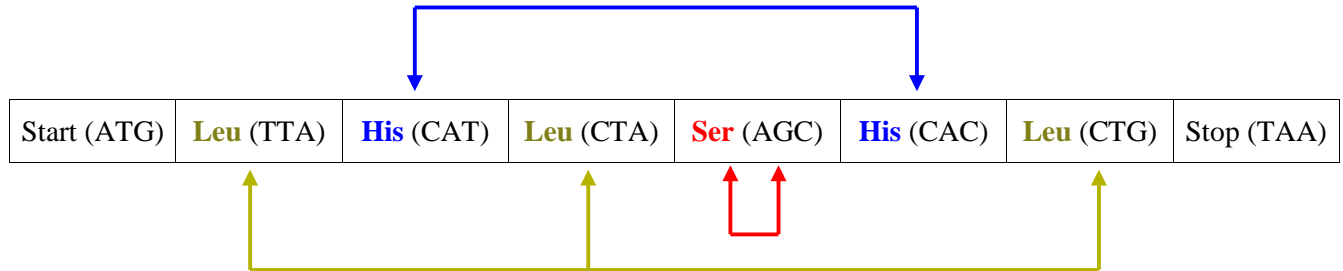 Start (ATG) Leu (TTA) His (CAT) Leu (CTA) Ser (AGC) His (CAC) Leu (CTG) Stop (TAA)